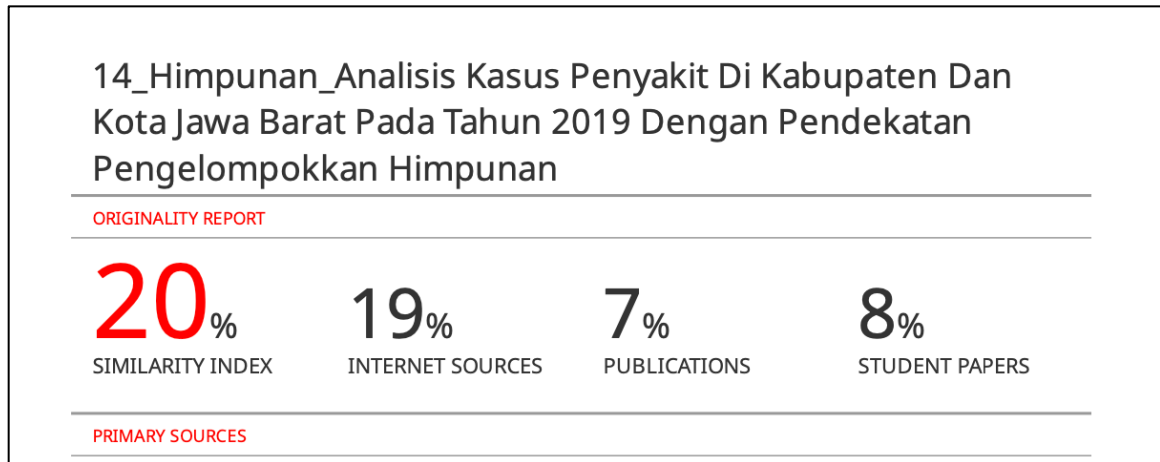 14_Himpunan_Analisis Kasus Penyakit Di Kabupaten Dan
Kota Jawa Barat Pada Tahun 2019 Dengan Pendekatan
Pengelompokkan Himpunan
ORIGINALITY REPORT
20% 19% 7% 8%
SIMILARITY INDEX INTERNET SOURCES PUBLICATIONS STUDENT PAPERS
PRIMARY SOURCES